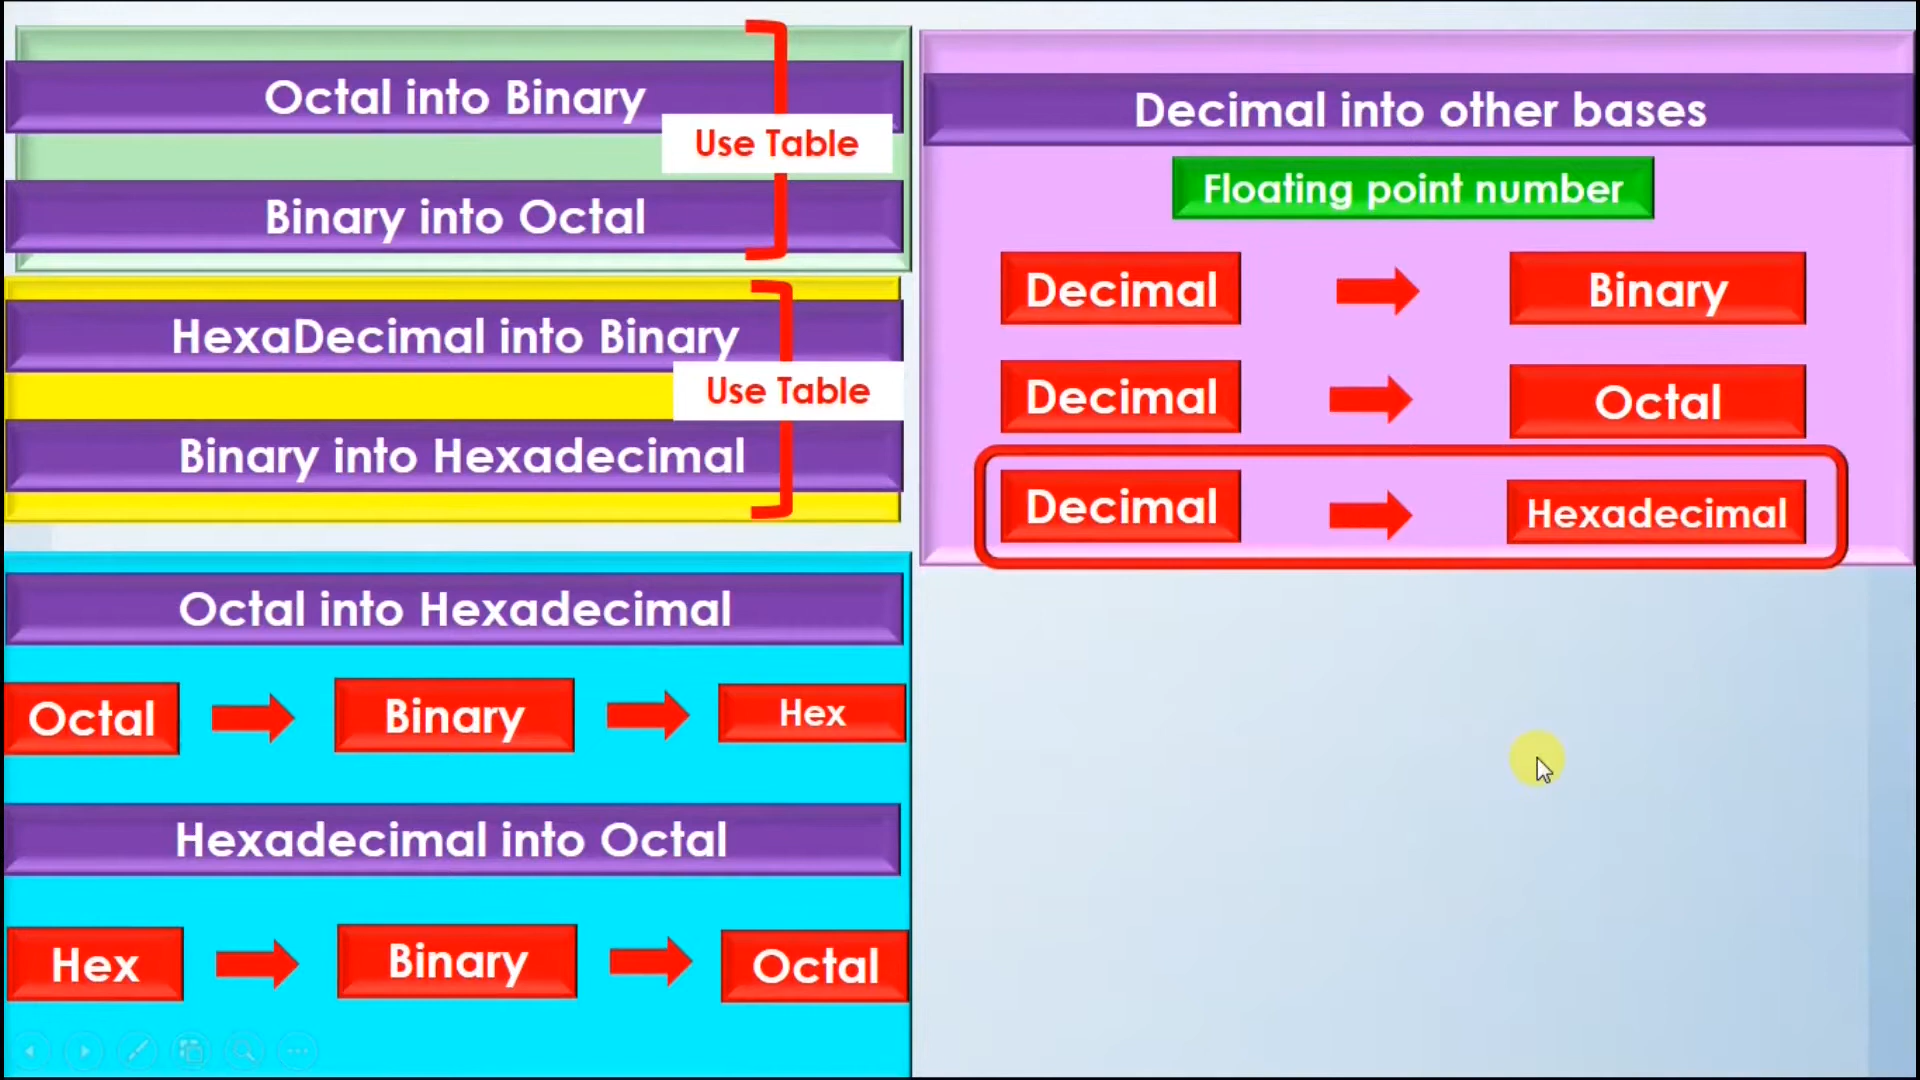 Octal into Binary
Use Table
Binary into Octal
HexaDecimal into Binary
Use Table
Binary into Hexadecimal
Octal into Hexadecimal
Octal
Binary
Hex
Hexadecimal into Octal
Hex
Binary
Octal
Decimal into other bases
Floating point number
Decimal
Binary
Decimal
Octal
Decimal
Hexadecimal